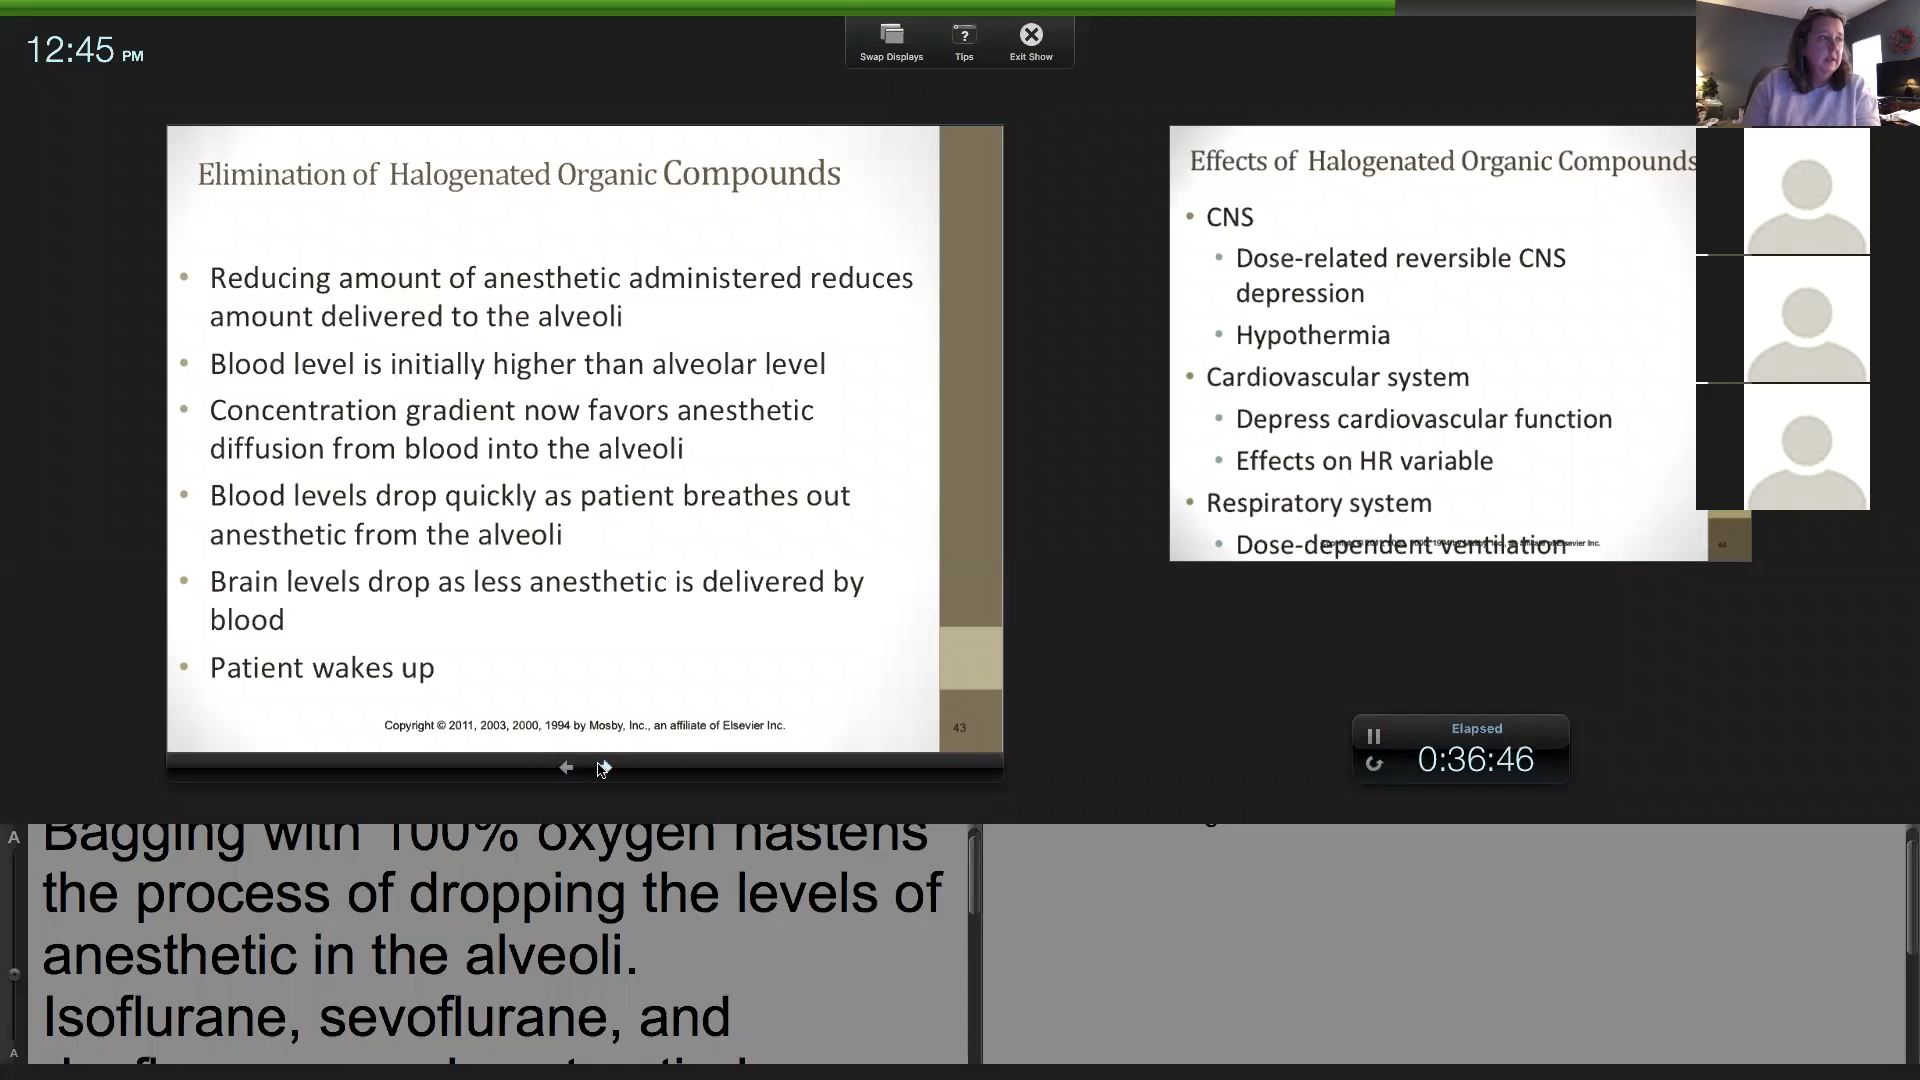 12:45 PM
Swap Displays
Tips
Exit Show
Elimination of Halogenated Organic Compounds
• Reducing amount of anesthetic administered reduces
amount delivered to the alveoli
• Blood level is initially higher than alveolar level
• Concentration gradient now favors anesthetic
diffusion from blood into the alveoli
• Blood levels drop quickly as patient breathes out
anesthetic from the alveoli
• Brain levels drop as less anesthetic is delivered by
blood
• Patient wakes up
Copyright © 2011, 2003, 2000, 1994 by Mosby, Inc., an affiliate of Elsevier Inc.
43
Effects of Halogenated Organic Compounds
• CNS
• Dose-related reversible CNS
depression
• Hypothermia
• Cardiovascular system
• Depress cardiovascular function
• Effects on HR variable
• Respiratory system
• Dose-dependent ventilation
44
Elapsed
0:36:46
A
A
Bagging with 100% oxygen hastens
the process of dropping the levels of
anesthetic in the alveoli.
Isoflurane, sevoflurane, and